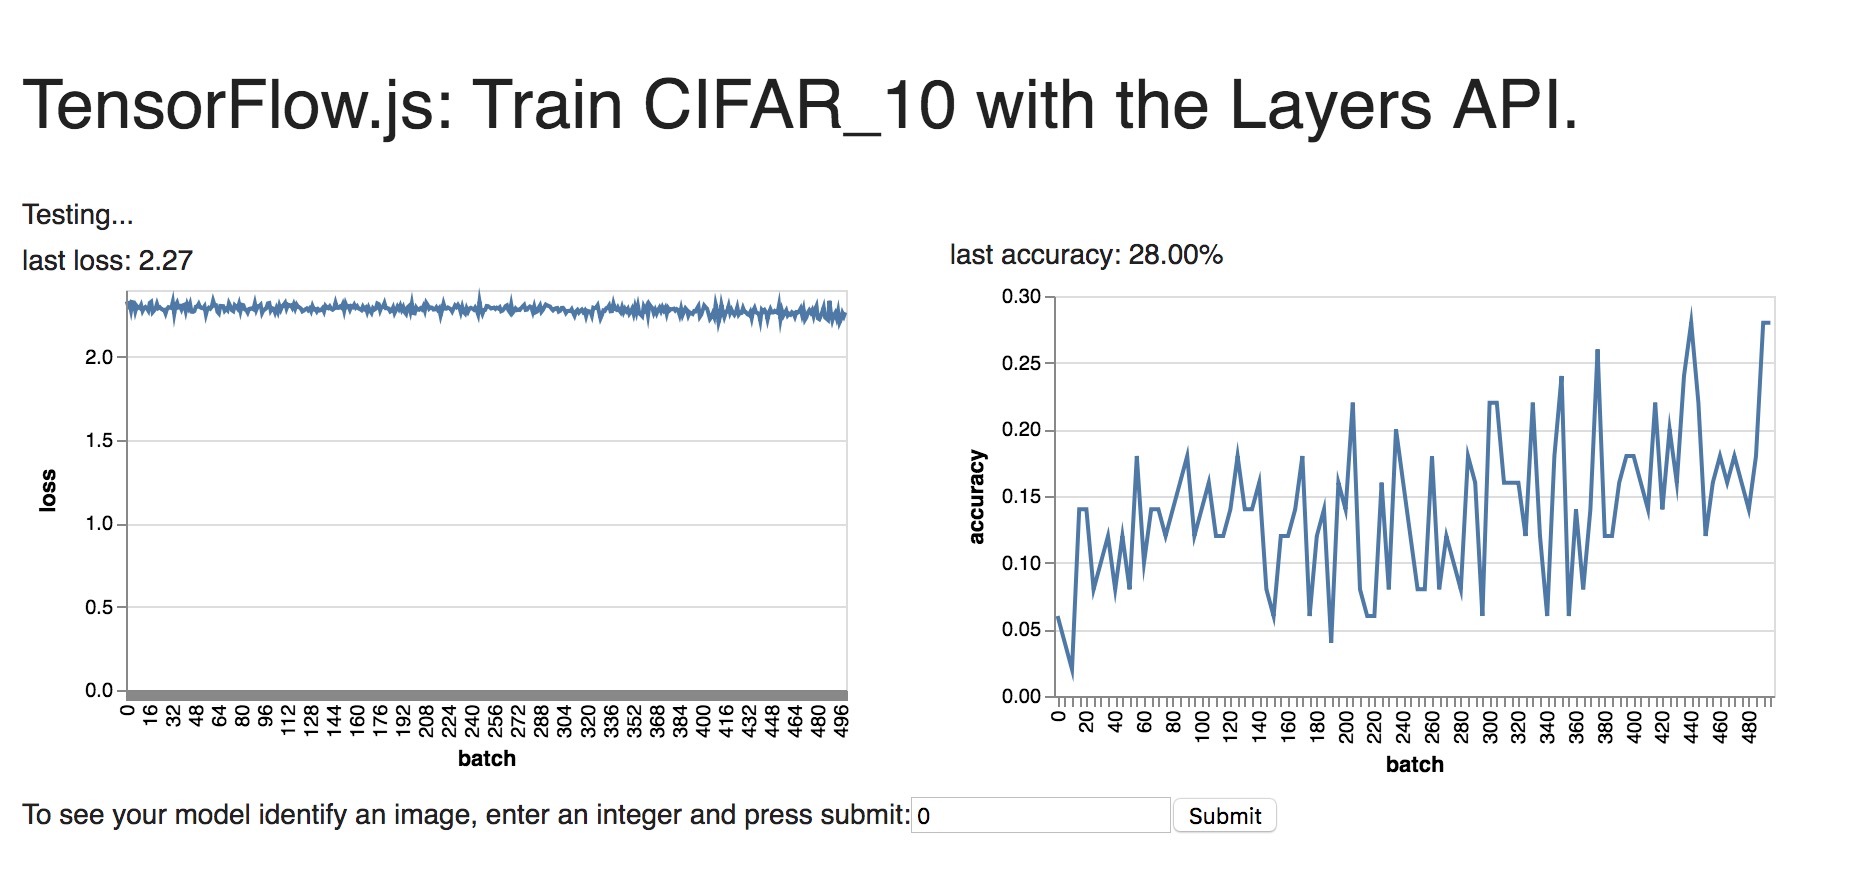 TensorFlow.js: Train CIFAR_10 with the Layers API.
Testing...
last loss: 2.27
2.0
1.5
1.0
0.5
0.0
loss
0 16 32 48 64 80 96 112 128 144 160 176 192 208 224 240 256 272 288 304 320 336 352 368 384 400 416 432 448 464 480 496
batch
last accuracy: 28.00%
0.30
0.25
0.20
0.15
0.10
0.05
0.00
accuracy
0 20 40 60 80 100 120 140 160 180 200 220 240 260 280 300 320 340 360 380 400 420 440 460 480
batch
To see your model identify an image, enter an integer and press submit: 0 Submit